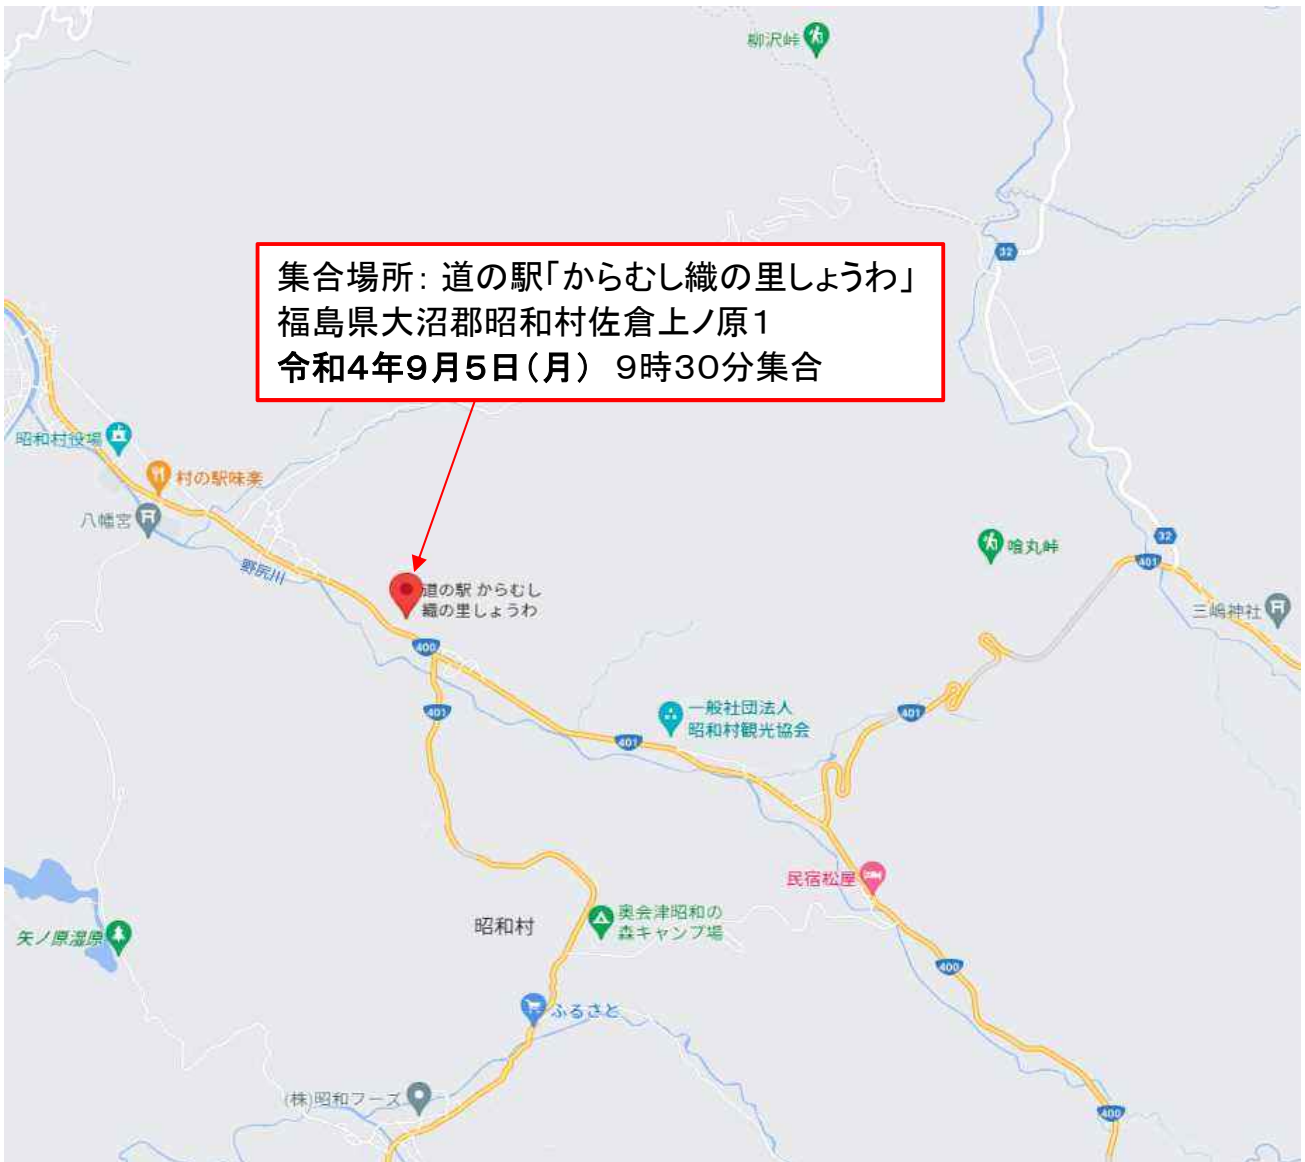 柳沢峠
32
集合場所：道の駅「からむし織の里しょうわ」
福島県大沼郡昭和村佐倉上ノ原１
令和４年９月５日（月）　９時３０分集合
昭和村役場
村の駅味楽
八幡宮
野尻川
32
喰丸峠
401
道の駅 からむし
織の里しょうわ
三嶋神社
400
401
一般社団法人
昭和村観光協会
401
401
民宿松屋
奥会津昭和の
森キャンプ場
昭和村
矢ノ原湿原
400
ふるさと
(株)昭和フーズ
400